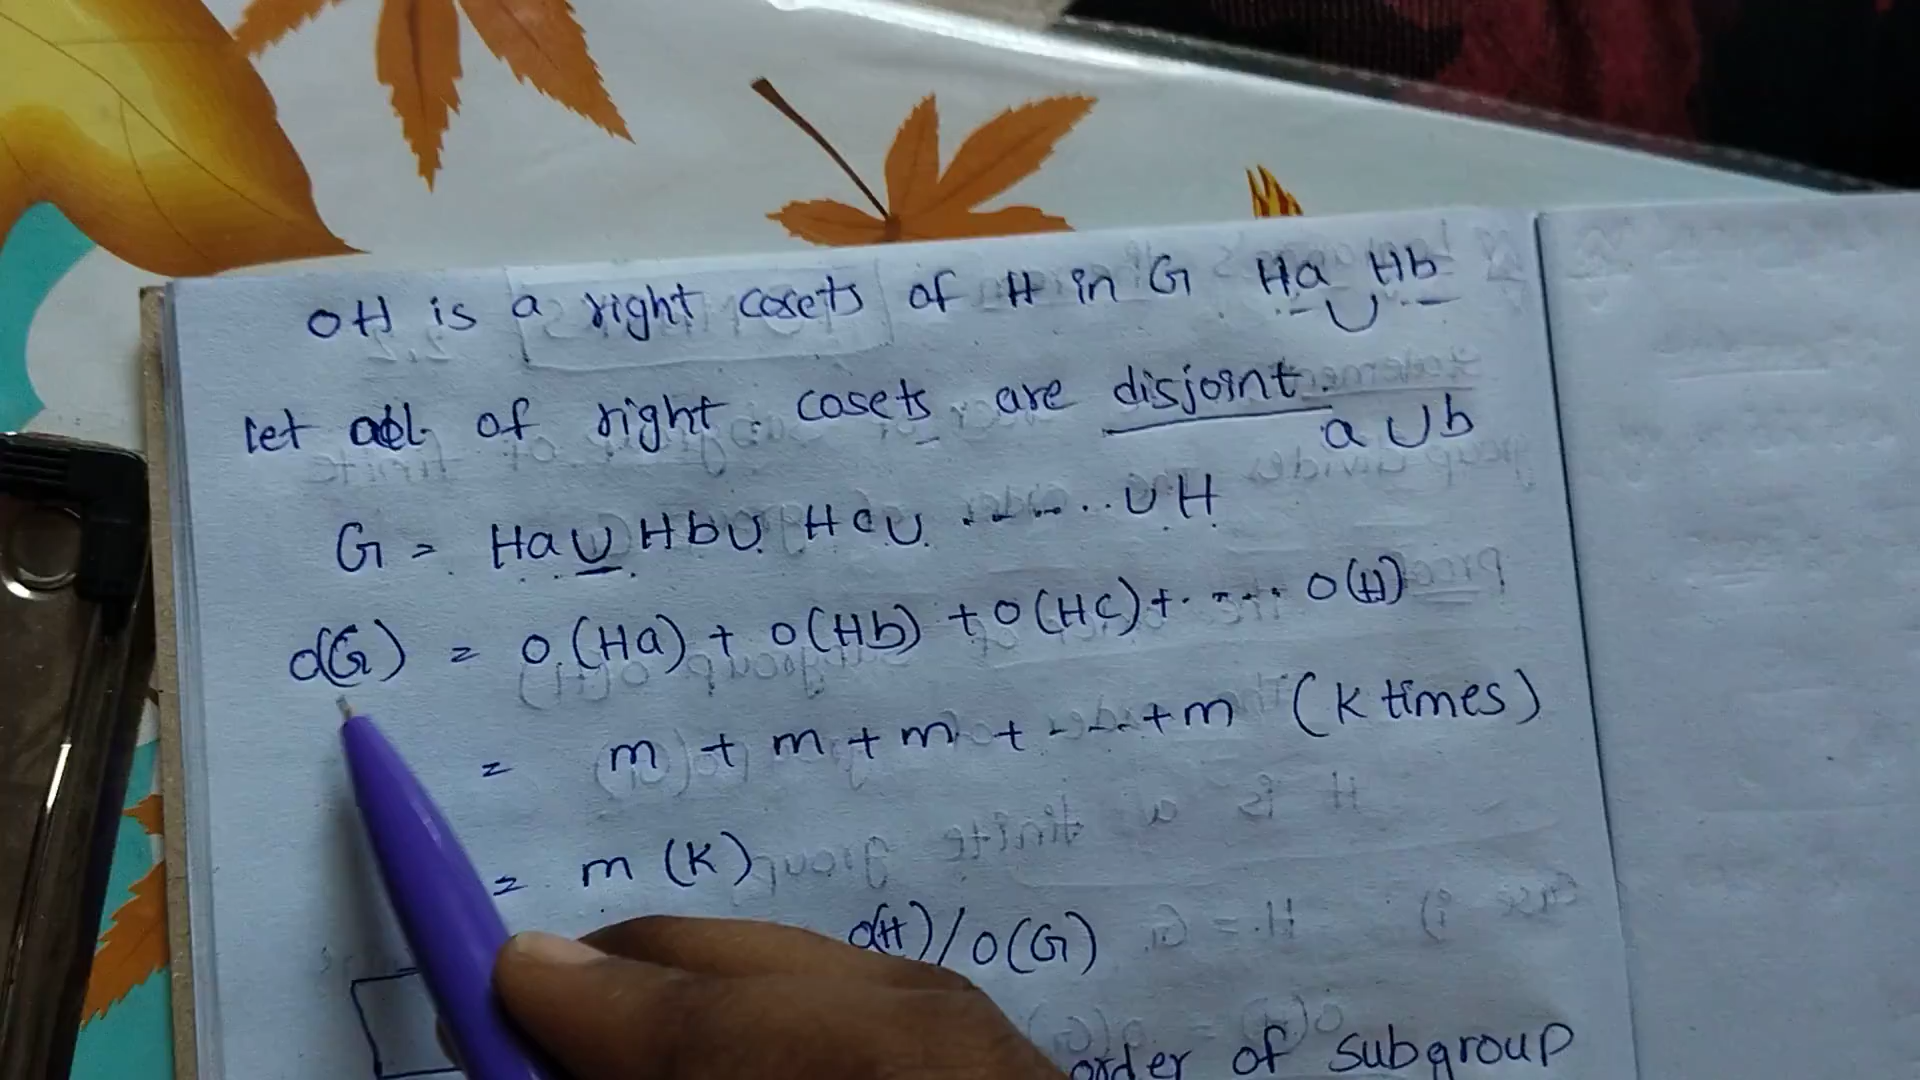 OH is a right cosets of H in G Ha Hb
∪
let all of right cosets are disjoint.
a ∪ b
G = Ha ∪ Hb ∪ Hc ∪ ------.. ∪ H
O(G) = O(Ha) + O(Hb) + O(Hc) + ..... O(H)
= m + m + m + - ... + m (K times)
= m (K)
O(H)/O(G)
order of subgroup